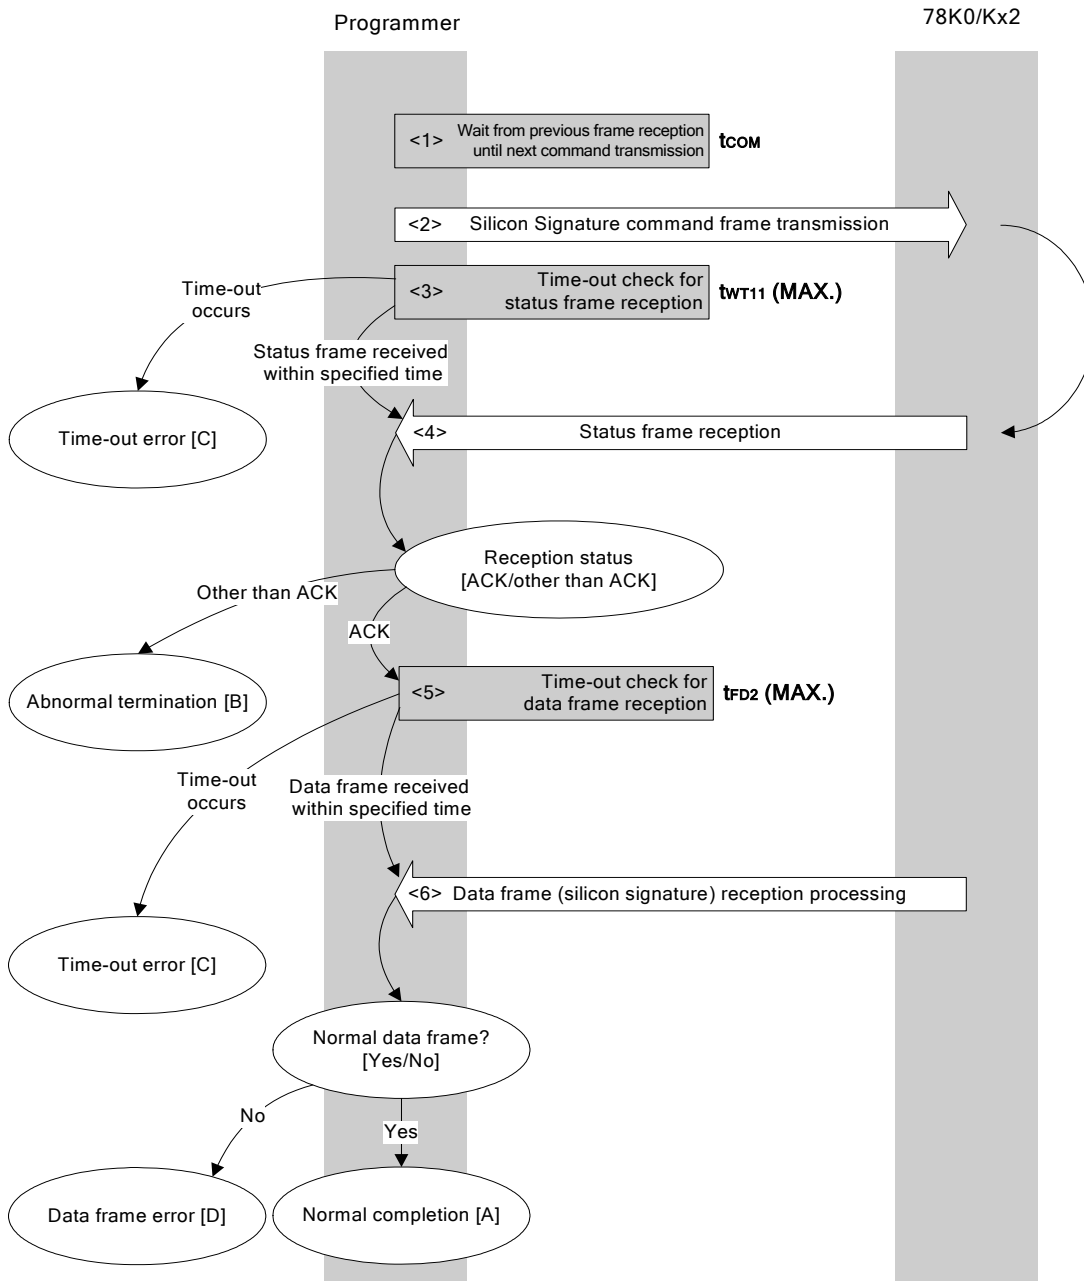 Programmer
78K0/Kx2
<1> Wait from previous frame reception
until next command transmission
tCOM
<2> Silicon Signature command frame transmission
<3> Time-out check for
status frame reception
tWT11 (MAX.)
Time-out
occurs
Status frame received
within specified time
Time-out error [C]
<4> Status frame reception
Reception status
[ACK/other than ACK]
Other than ACK
ACK
Abnormal termination [B]
<5> Time-out check for
data frame reception
tFD2 (MAX.)
Time-out
occurs
Data frame received
within specified time
<6> Data frame (silicon signature) reception processing
Time-out error [C]
Normal data frame?
[Yes/No]
No
Yes
Data frame error [D]
Normal completion [A]